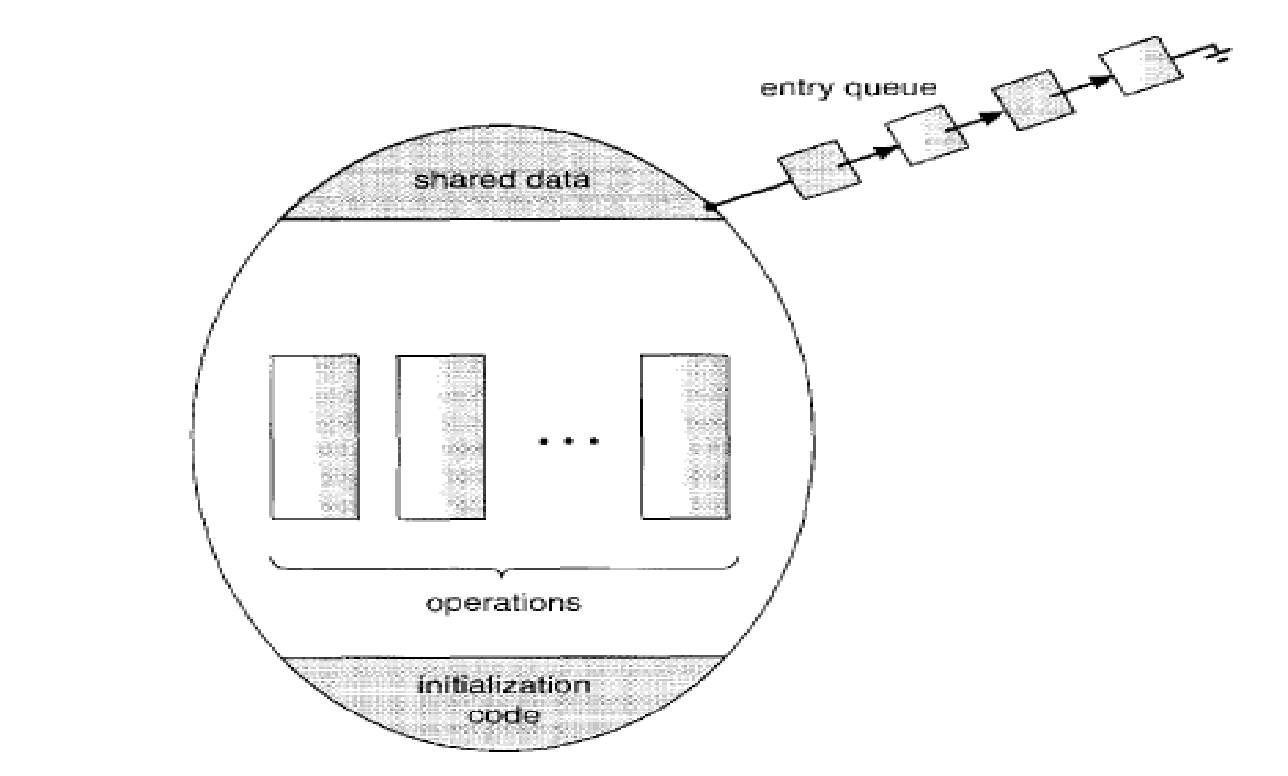 entry queue
shared data
. . .
operations
initialization
code